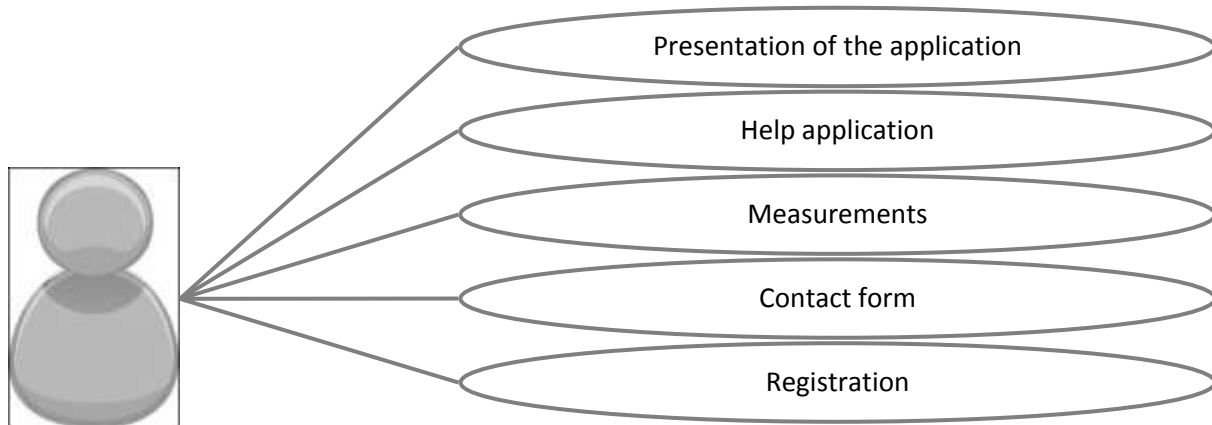 Presentation of the application
Help application
Measurements
Contact form
Registration